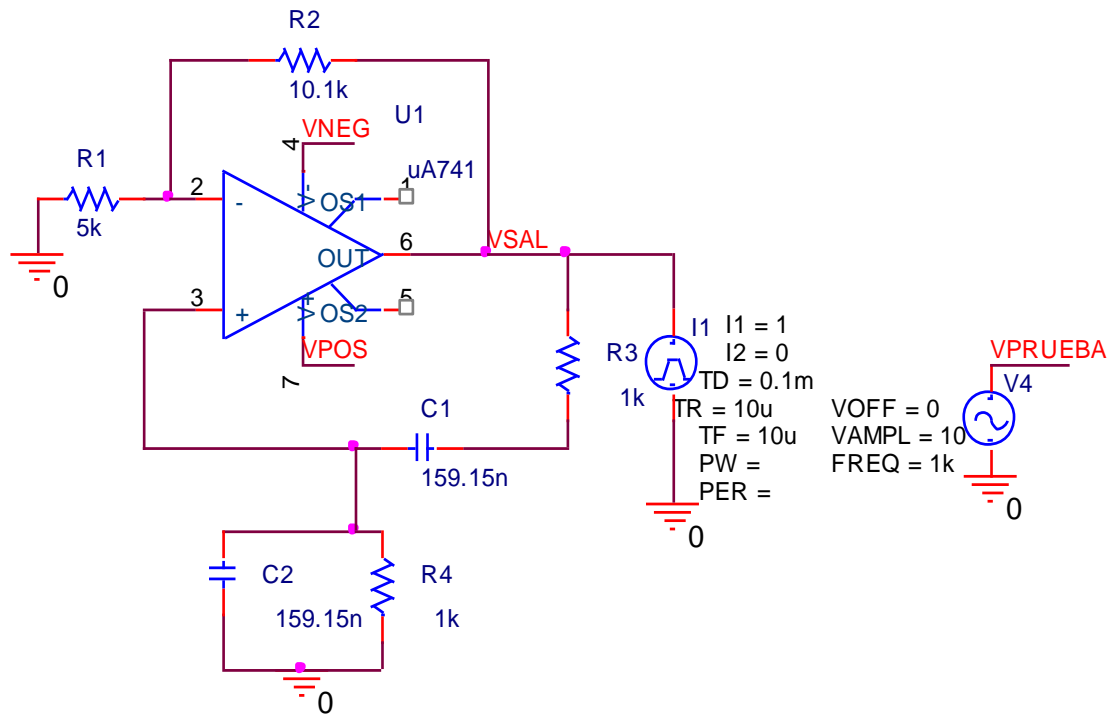 R2
10.1k
U1
VNEG
4
uA741
R1
5k
0
2
-
V-
OS1
1
VSAL
6
OUT
3
+
V+
OS2
5
VPOS
7
R3
1k
I1
I1 = 1
I2 = 0
TD = 0.1m
TR = 10u
TF = 10u
PW =
PER =
0
VPRUEBA
V4
VOFF = 0
VAMPL = 10
FREQ = 1k
0
C1
159.15n
C2
159.15n
R4
1k
0